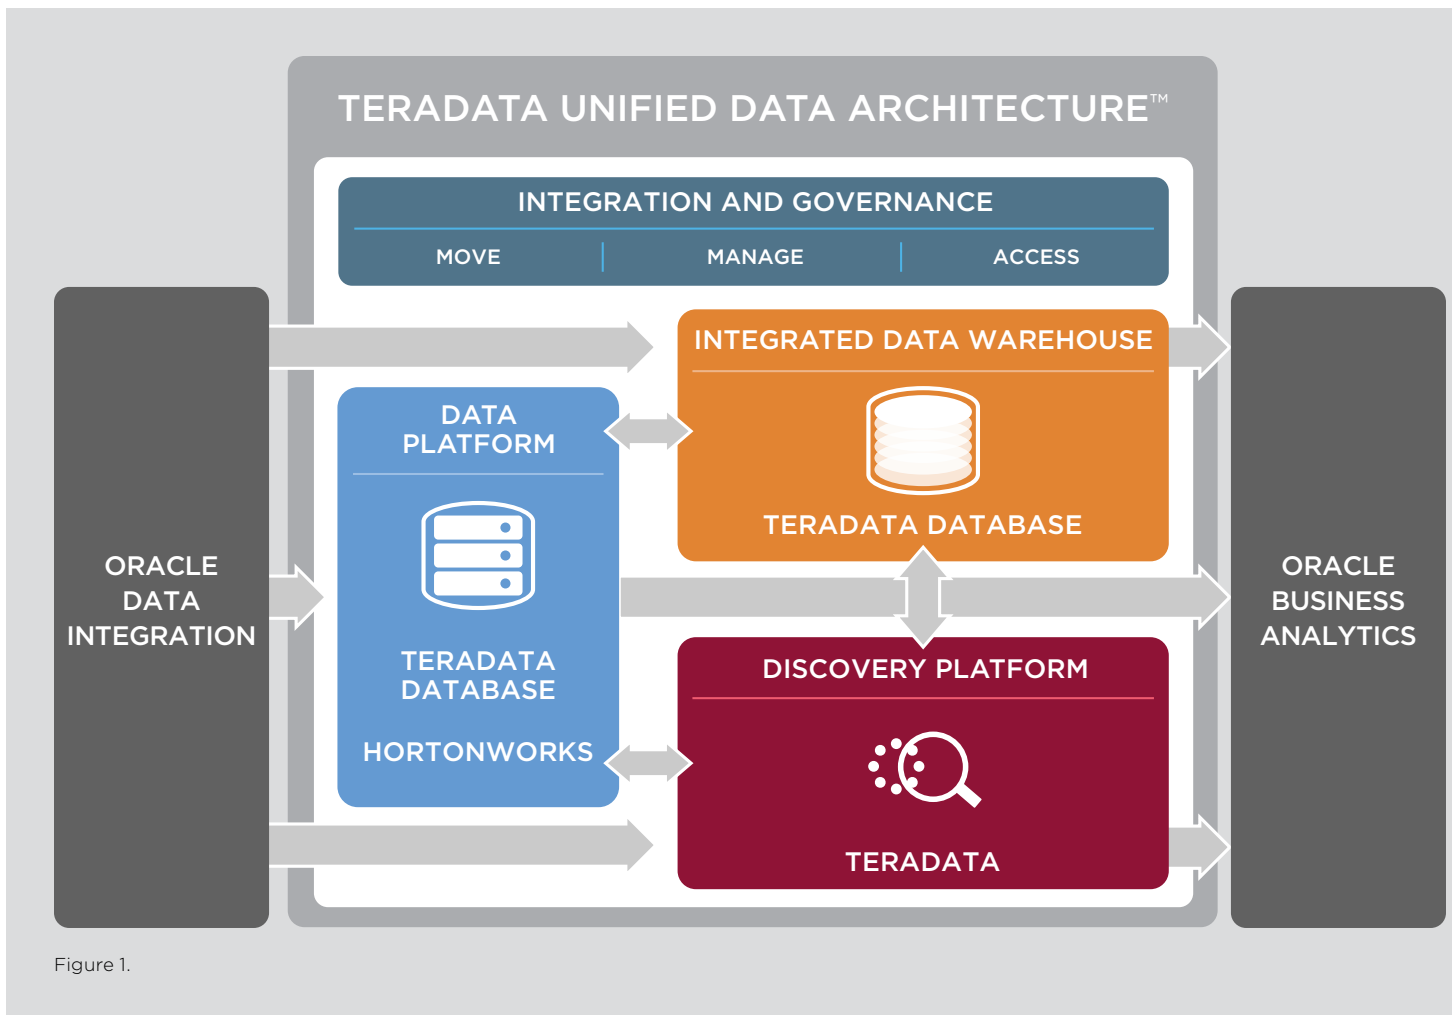 TERADATA UNIFIED DATA ARCHITECTURE™
INTEGRATION AND GOVERNANCE
MOVE
MANAGE
ACCESS
ORACLE
DATA
INTEGRATION
DATA
PLATFORM
TERADATA
DATABASE
HORTONWORKS
INTEGRATED DATA WAREHOUSE
TERADATA DATABASE
DISCOVERY PLATFORM
TERADATA
ORACLE
BUSINESS
ANALYTICS
Figure 1.